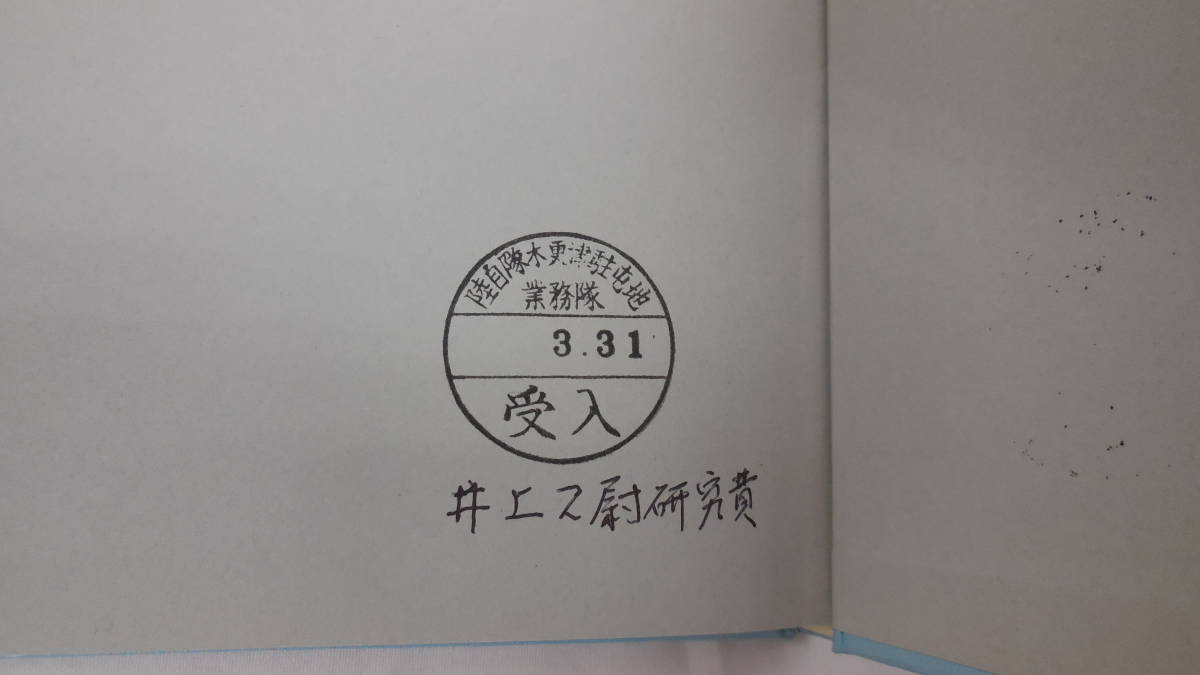 陸自隊木更津駐屯地
業務隊
3.31
受入
井上2尉研究費